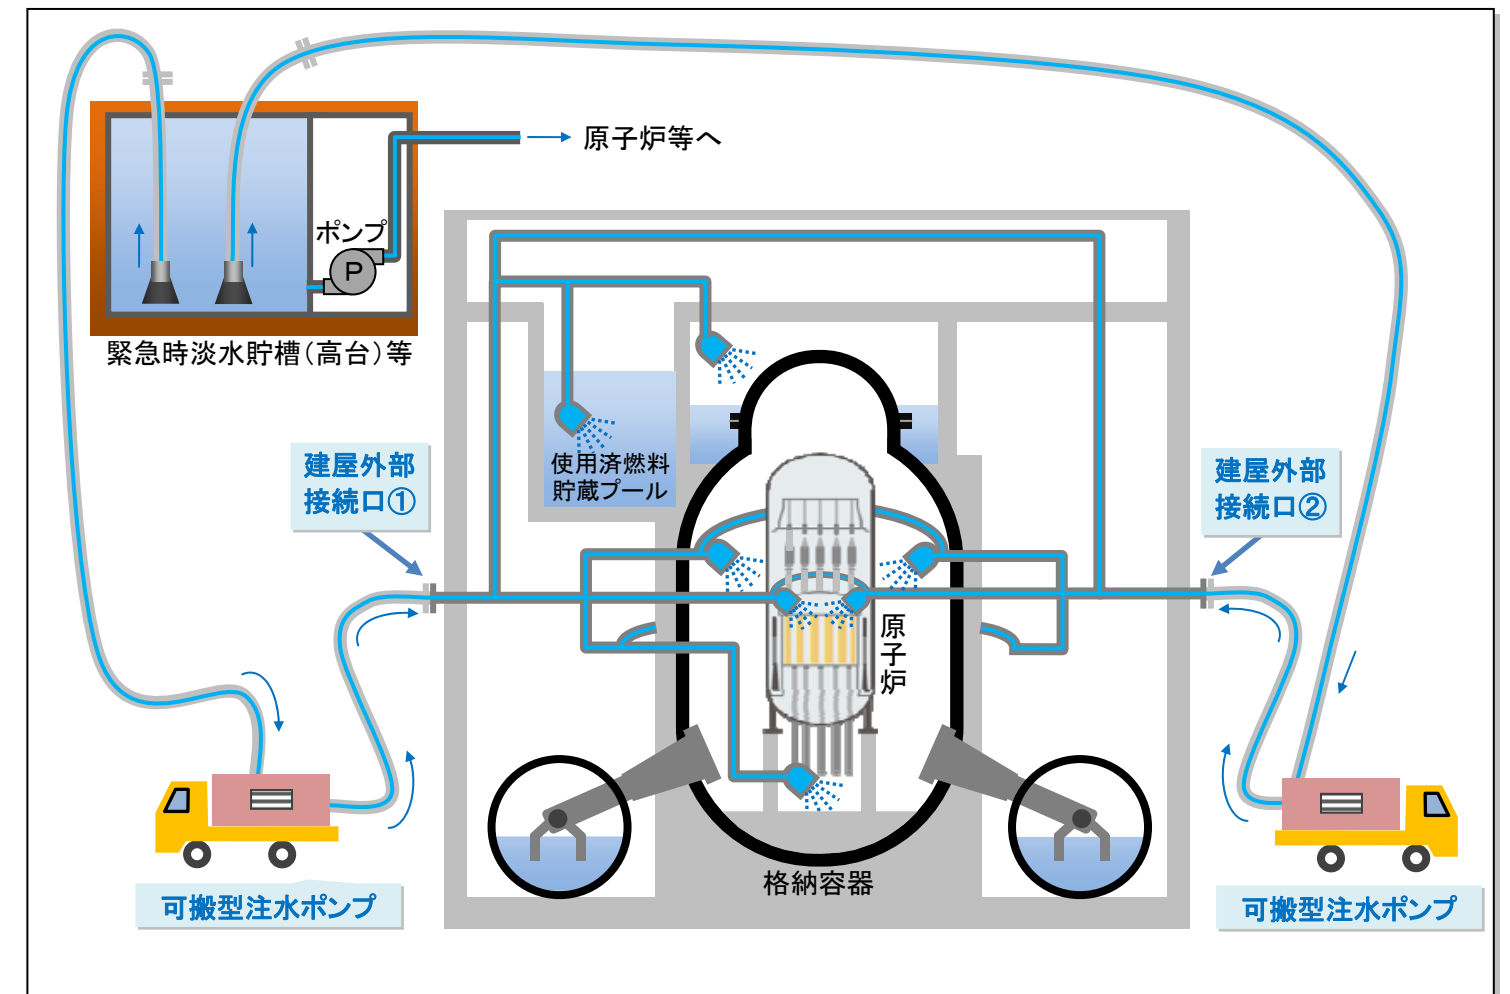 原子炉等へ
ポンプ
P
緊急時淡水貯槽(高台)等
建屋外部
接続口①
使用済燃料
貯蔵プール
建屋外部
接続口②
原子炉
格納容器
可搬型注水ポンプ
可搬型注水ポンプ